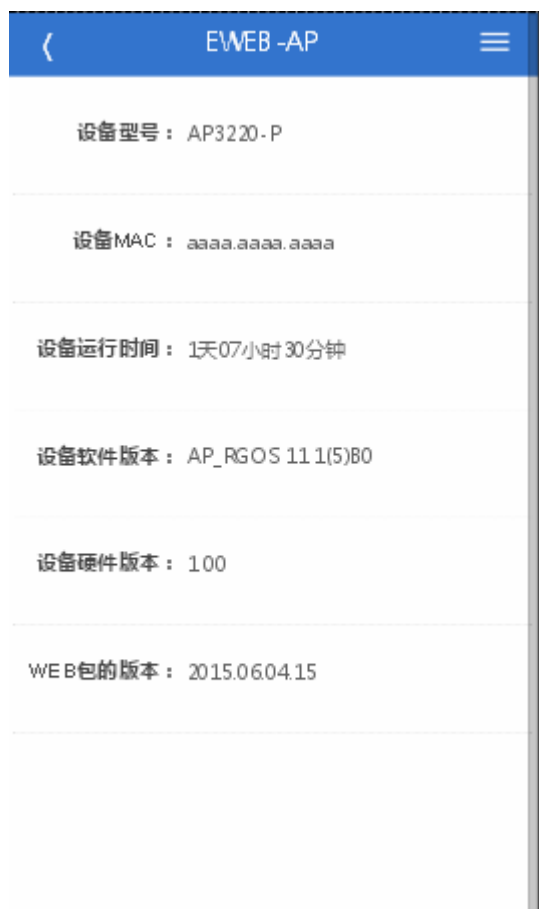 EWEB-AP
设备型号： AP3220-P
设备MAC： aaaa.aaaa.aaaa
设备运行时间： 1天07小时30分钟
设备软件版本： AP_RGOS 11 1(5)B0
设备硬件版本： 1 00
WEB包的版本： 2015.06.04.15